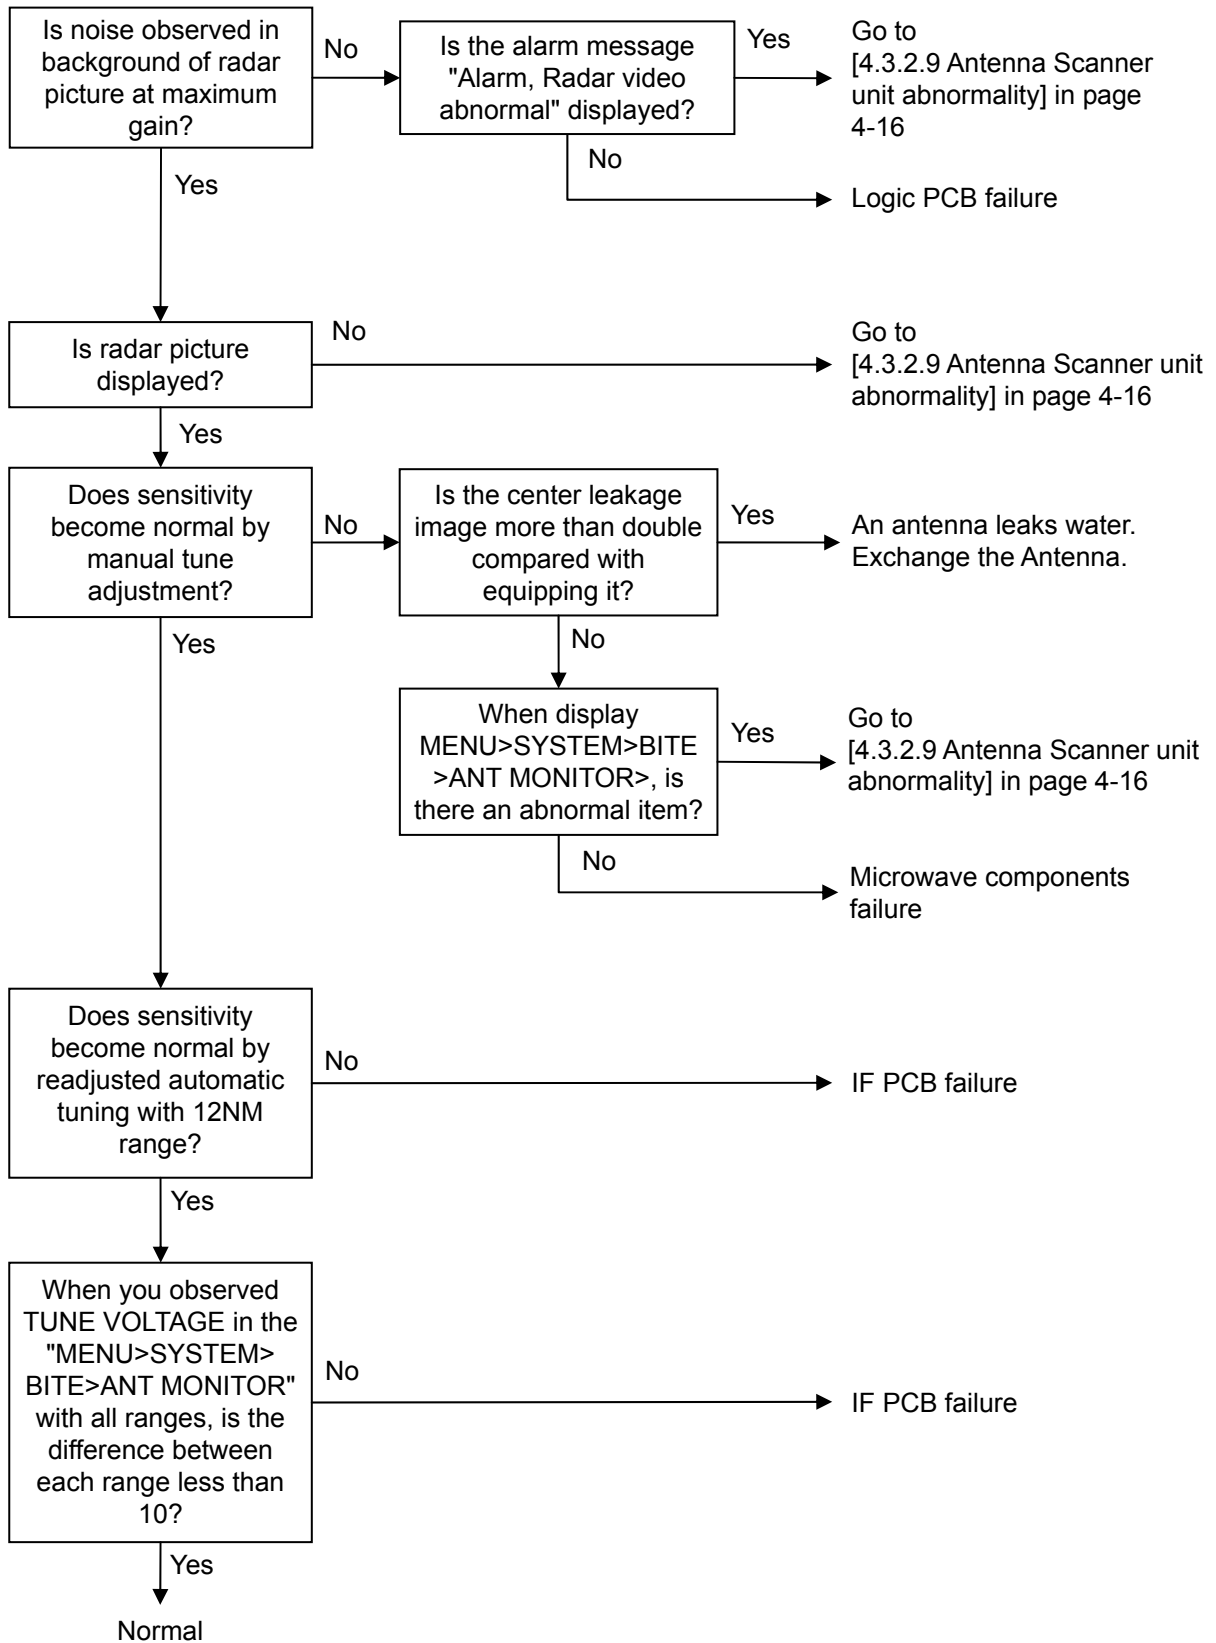 Is noise observed in
background of radar
picture at maximum
gain?
No
Is the alarm message
"Alarm, Radar video
abnormal" displayed?
Yes
Go to
[4.3.2.9 Antenna Scanner
unit abnormality] in page
4-16
No
Logic PCB failure
Yes
Is radar picture
displayed?
No
Go to
[4.3.2.9 Antenna Scanner unit
abnormality] in page 4-16
Yes
Does sensitivity
become normal by
manual tune
adjustment?
No
Is the center leakage
image more than double
compared with
equipping it?
Yes
An antenna leaks water.
Exchange the Antenna.
No
When display
MENU>SYSTEM>BITE
>ANT MONITOR>, is
there an abnormal item?
Yes
Go to
[4.3.2.9 Antenna Scanner unit
abnormality] in page 4-16
No
Microwave components
failure
Yes
Does sensitivity
become normal by
readjusted automatic
tuning with 12NM
range?
No
IF PCB failure
Yes
When you observed
TUNE VOLTAGE in the
"MENU>SYSTEM>
BITE>ANT MONITOR"
with all ranges, is the
difference between
each range less than
10?
No
IF PCB failure
Yes
Normal